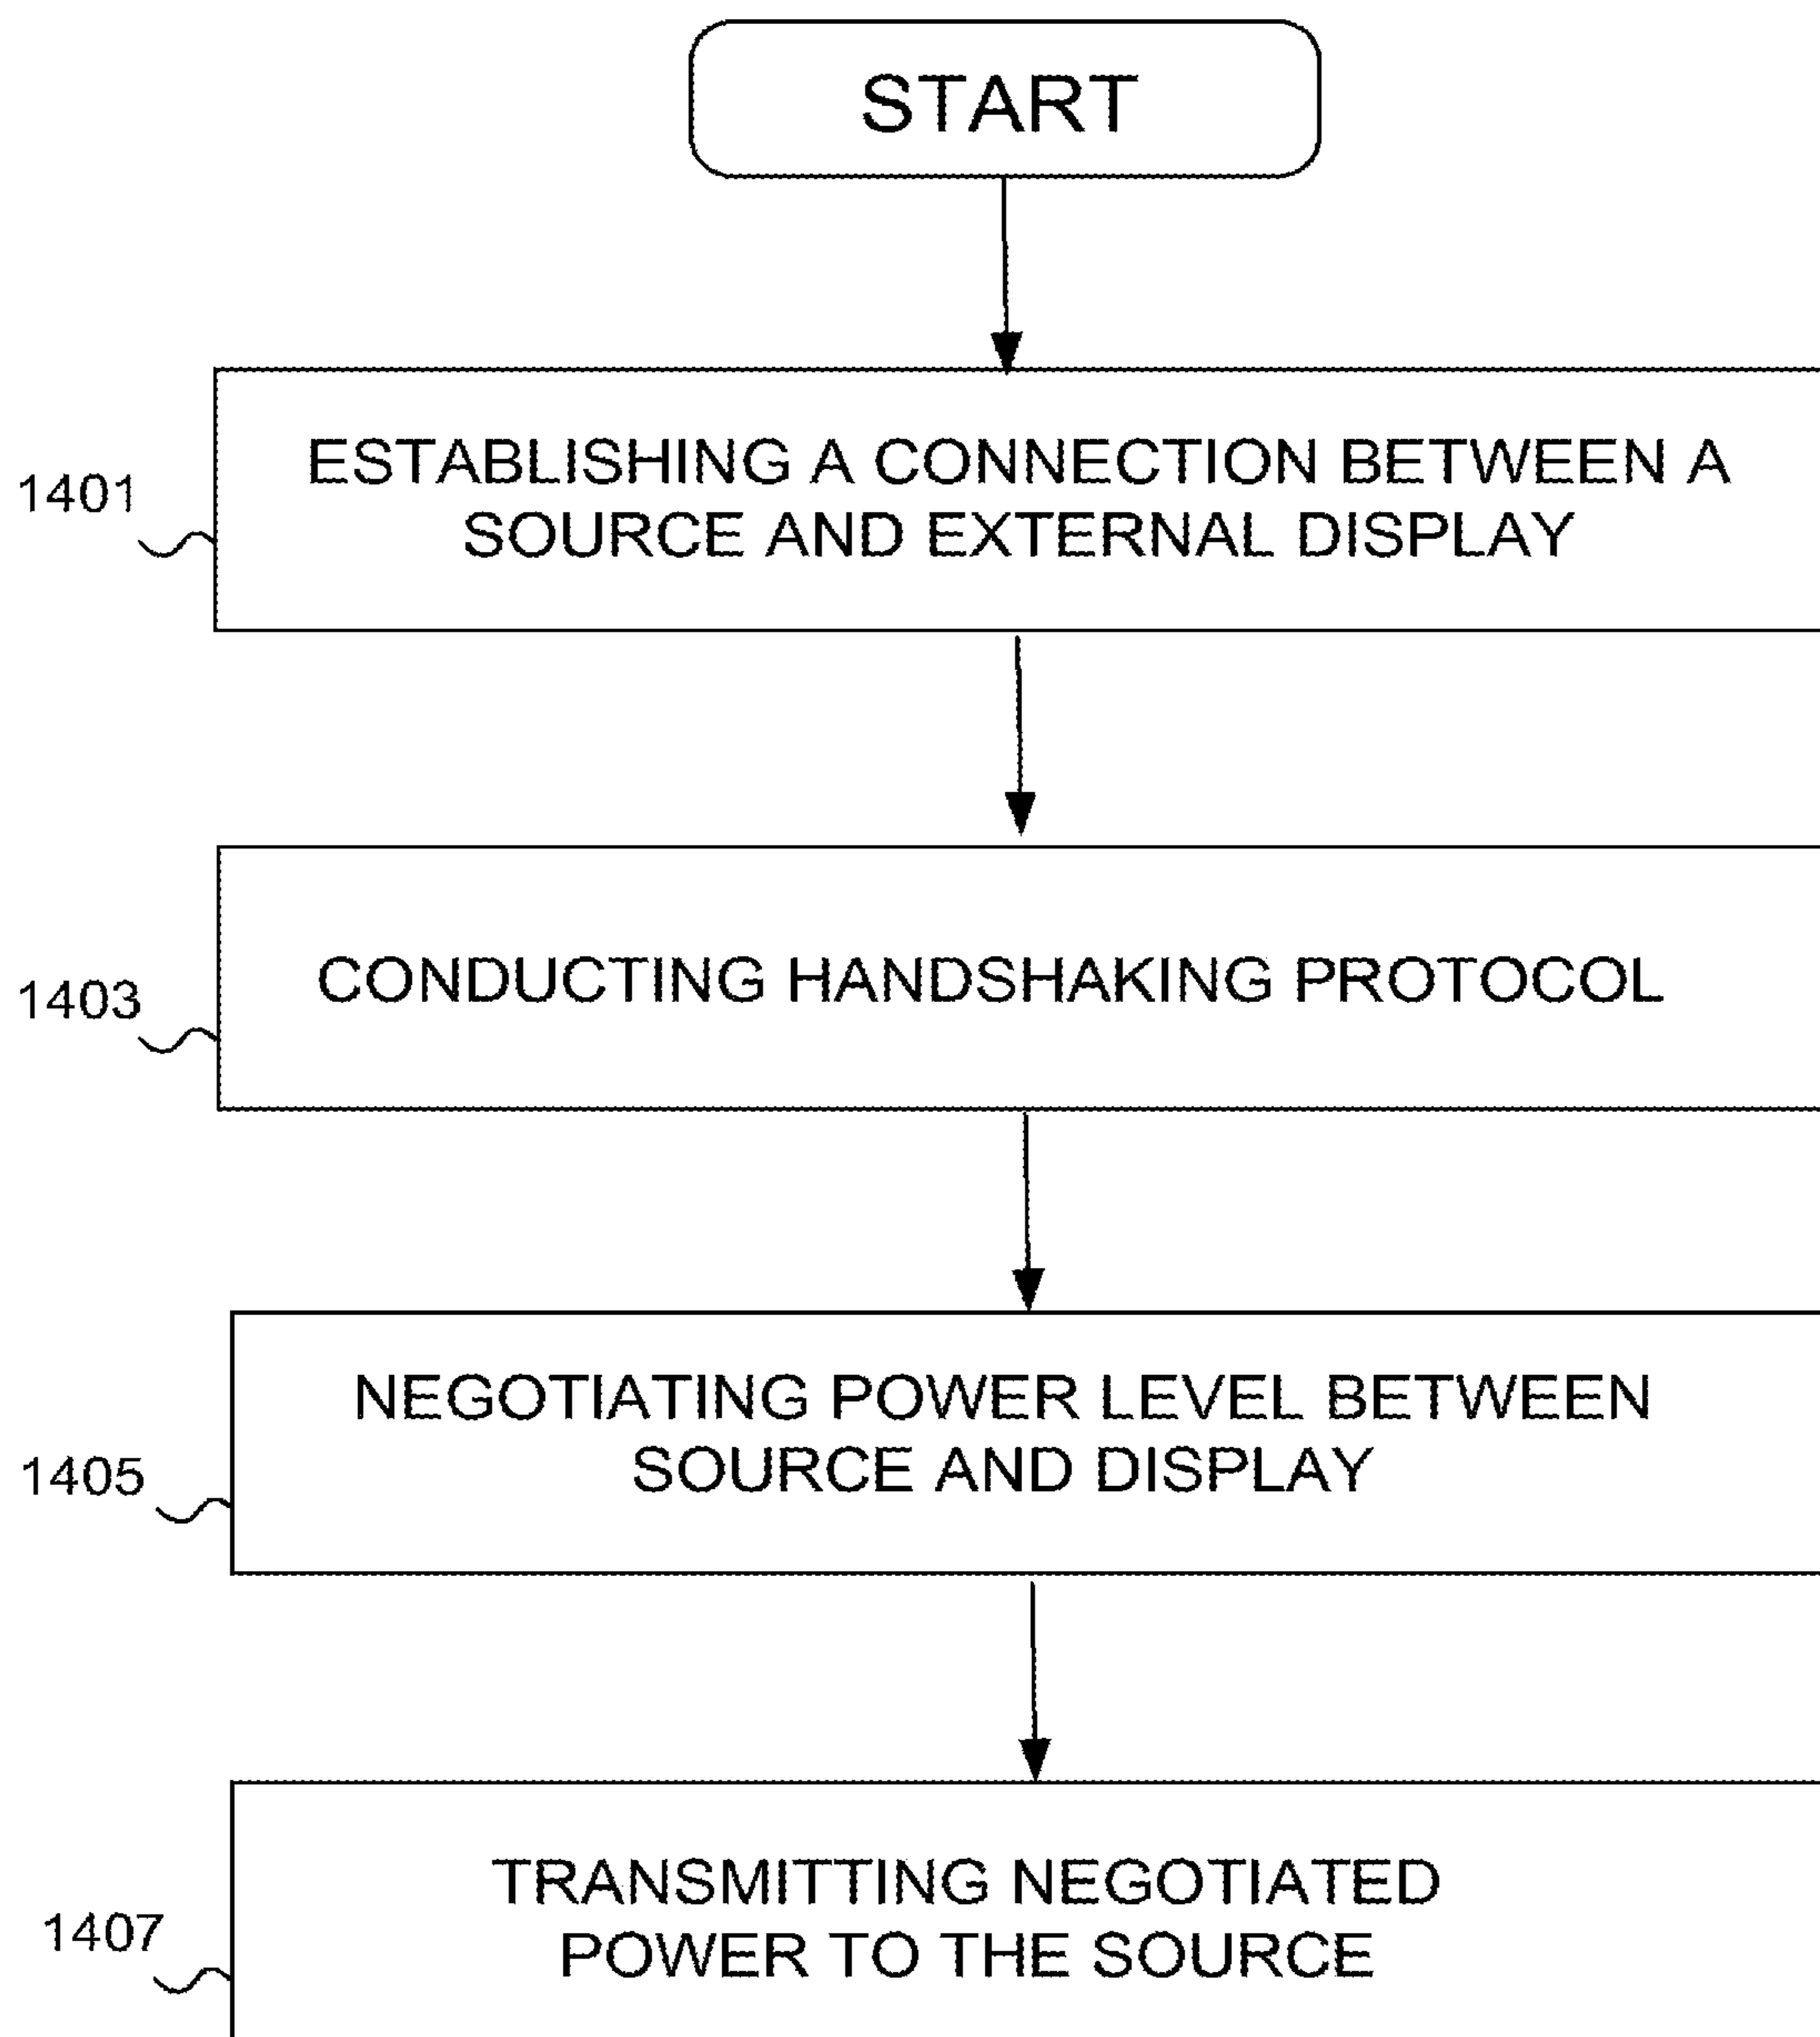 START
1401
ESTABLISHING A CONNECTION BETWEEN A
SOURCE AND EXTERNAL DISPLAY
1403
CONDUCTING HANDSHAKING PROTOCOL
1405
NEGOTIATING POWER LEVEL BETWEEN
SOURCE AND DISPLAY
1407
TRANSMITTING NEGOTIATED
POWER TO THE SOURCE